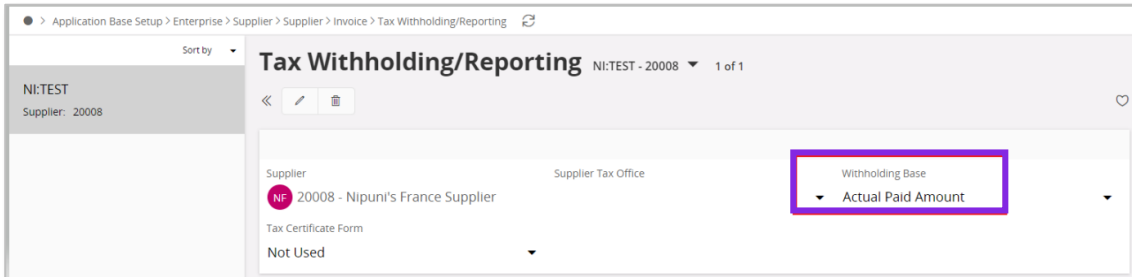 > Application Base Setup > Enterprise > Supplier > Supplier > Invoice > Tax Withholding/Reporting
Sort by
NI:TEST
Supplier: 20008
Tax Withholding/Reporting NI:TEST - 20008 1 of 1
Supplier Supplier Tax Office Withholding Base
NF 20008 - Nipuni's France Supplier Actual Paid Amount
Tax Certificate Form
Not Used